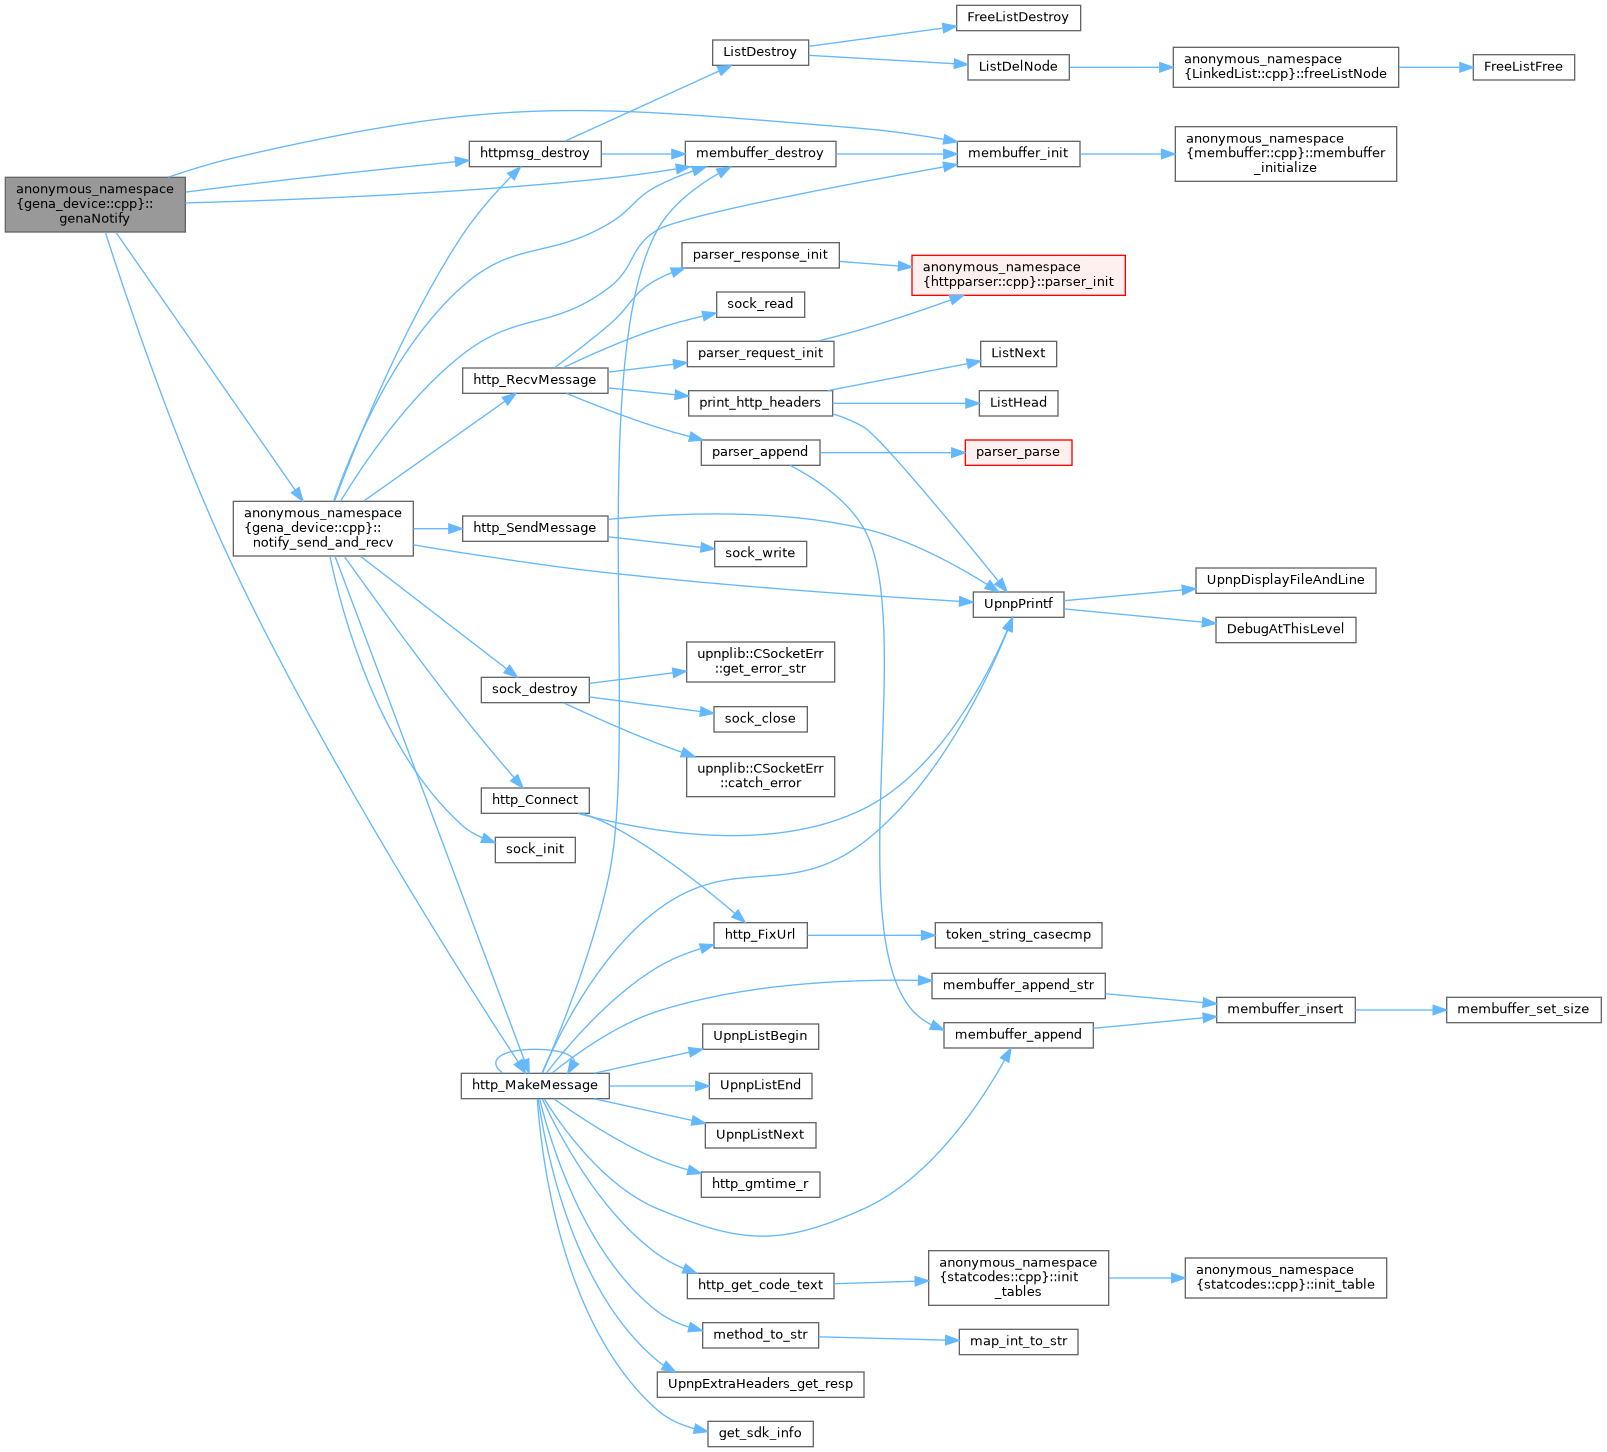 FreeListDestroy
ListDestroy
ListDelNode
anonymous_namespace
{LinkedList::cpp}::freeListNode
FreeListFree
httpmsg_destroy
membuffer_destroy
membuffer_init
anonymous_namespace
{membuffer::cpp}::membuffer
_initialize
anonymous_namespace
{gena_device::cpp}::
genaNotify
parser_response_init
anonymous_namespace
{httpparser::cpp}::parser_init
sock_read
parser_request_init
ListNext
http_RecvMessage
print_http_headers
ListHead
parser_append
parser_parse
anonymous_namespace
{gena_device::cpp}::
notify_send_and_recv
http_SendMessage
sock_write
UpnpPrintf
UpnpDisplayFileAndLine
DebugAtThisLevel
upnplib::CSocketErr
::get_error_str
sock_destroy
sock_close
upnplib::CSocketErr
::catch_error
http_Connect
sock_init
http_FixUrl
token_string_casecmp
membuffer_append_str
membuffer_insert
membuffer_set_size
membuffer_append
UpnpListBegin
http_MakeMessage
UpnpListEnd
UpnpListNext
http_gmtime_r
http_get_code_text
anonymous_namespace
{statcodes::cpp}::init
_tables
anonymous_namespace
{statcodes::cpp}::init_table
method_to_str
map_int_to_str
UpnpExtraHeaders_get_resp
get_sdk_info